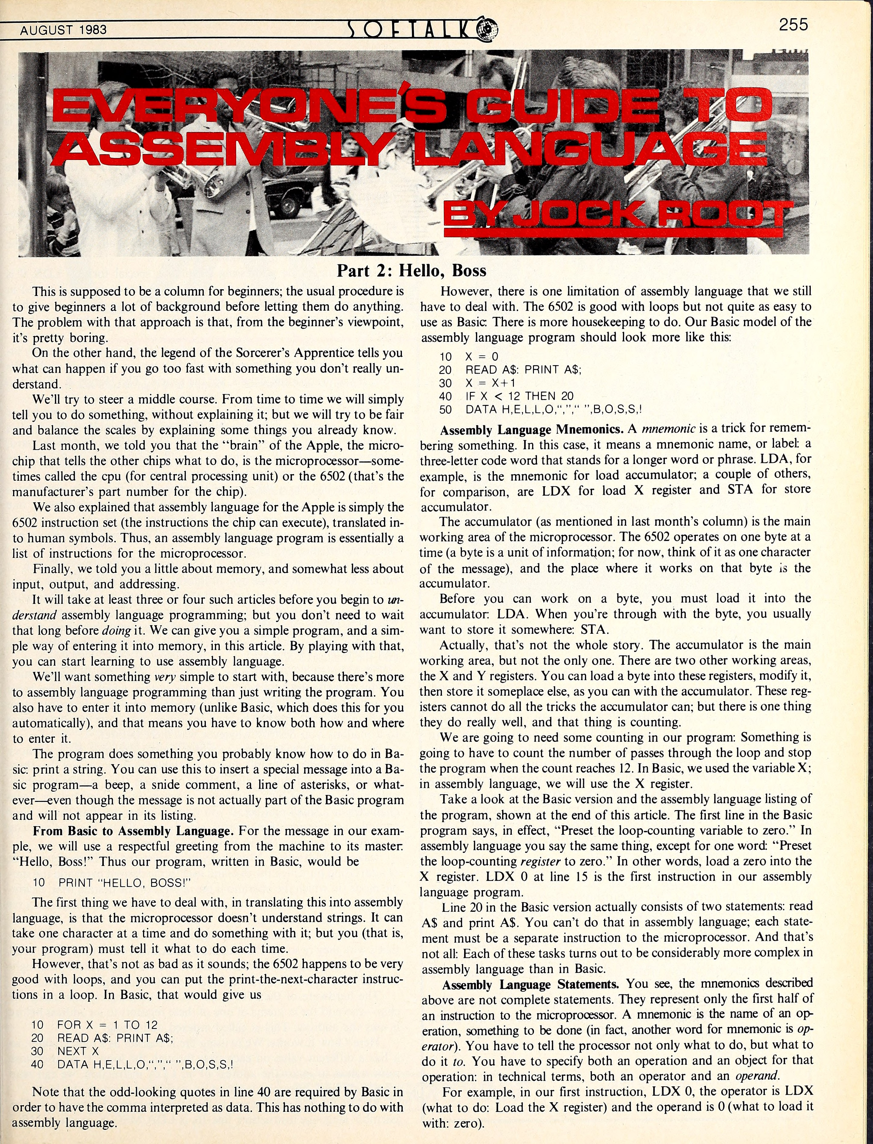 AUGUST 1983
SOFTALK
255
EVERYONE'S GUIDE TO
ASSEMBLY LANGUAGE
BY JOCK ROOT
Part 2: Hello, Boss
This is supposed to be a column for beginners; the usual procedure is
to give beginners a lot of background before letting them do anything.
The problem with that approach is that, from the beginner's viewpoint,
it's pretty boring.
On the other hand, the legend of the Sorcerer's Apprentice tells you
what can happen if you go too fast with something you don't really un-
derstand.
We'll try to steer a middle course. From time to time we will simply
tell you to do something, without explaining it; but we will try to be fair
and balance the scales by explaining some things you already know.
Last month, we told you that the "brain" of the Apple, the micro-
chip that tells the other chips what to do, is the microprocessor—some-
times called the cpu (for central processing unit) or the 6502 (that's the
manufacturer's part number for the chip).
We also explained that assembly language for the Apple is simply the
6502 instruction set (the instructions the chip can execute), translated in-
to human symbols. Thus, an assembly language program is essentially a
list of instructions for the microprocessor.
Finally, we told you a little about memory, and somewhat less about
input, output, and addressing.
It will take at least three or four such articles before you begin to un-
derstand assembly language programming; but you don't need to wait
that long before doing it. We can give you a simple program, and a sim-
ple way of entering it into memory, in this article. By playing with that,
you can start learning to use assembly language.
We'll want something very simple to start with, because there's more
to assembly language programming than just writing the program. You
also have to enter it into memory (unlike Basic, which does this for you
automatically), and that means you have to know both how and where
to enter it.
The program does something you probably know how to do in Ba-
sic: print a string. You can use this to insert a special message into a Ba-
sic program—a beep, a snide comment, a line of asterisks, or what-
ever—even though the message is not actually part of the Basic program
and will not appear in its listing.
From Basic to Assembly Language. For the message in our exam-
ple, we will use a respectful greeting from the machine to its master:
"Hello, Boss!" Thus our program, written in Basic, would be
10 PRINT "HELLO, BOSS!"
The first thing we have to deal with, in translating this into assembly
language, is that the microprocessor doesn't understand strings. It can
take one character at a time and do something with it; but you (that is,
your program) must tell it what to do each time.
However, that's not as bad as it sounds; the 6502 happens to be very
good with loops, and you can put the print-the-next-character instruc-
tions in a loop. In Basic, that would give us
10 FOR X = 1 TO 12
20 READ A$: PRINT A$;
30 NEXT X
40 DATA H,E,L,L,O,","," ",B,O,S,S,!
Note that the odd-looking quotes in line 40 are required by Basic in
order to have the comma interpreted as data. This has nothing to do with
assembly language.
However, there is one limitation of assembly language that we still
have to deal with. The 6502 is good with loops but not quite as easy to
use as Basic. There is more housekeeping to do. Our Basic model of the
assembly language program should look more like this:
10 X = 0
20 READ A$: PRINT A$;
30 X = X+1
40 IF X < 12 THEN 20
50 DATA H,E,L,L,O,","," ",B,O,S,S,!
Assembly Language Mnemonics. A mnemonic is a trick for remem-
bering something. In this case, it means a mnemonic name, or label: a
three-letter code word that stands for a longer word or phrase. LDA, for
example, is the mnemonic for load accumulator; a couple of others,
for comparison, are LDX for load X register and STA for store
accumulator.
The accumulator (as mentioned in last month's column) is the main
working area of the microprocessor. The 6502 operates on one byte at a
time (a byte is a unit of information; for now, think of it as one character
of the message), and the place where it works on that byte is the
accumulator.
Before you can work on a byte, you must load it into the
accumulator: LDA. When you're through with the byte, you usually
want to store it somewhere: STA.
Actually, that's not the whole story. The accumulator is the main
working area, but not the only one. There are two other working areas,
the X and Y registers. You can load a byte into these registers, modify it,
then store it someplace else, as you can with the accumulator. These reg-
isters cannot do all the tricks the accumulator can; but there is one thing
they do really well, and that thing is counting.
We are going to need some counting in our program: Something is
going to have to count the number of passes through the loop and stop
the program when the count reaches 12. In Basic, we used the variable X;
in assembly language, we will use the X register.
Take a look at the Basic version and the assembly language listing of
the program, shown at the end of this article. The first line in the Basic
program says, in effect, "Preset the loop-counting variable to zero." In
assembly language you say the same thing, except for one word: "Preset
the loop-counting register to zero." In other words, load a zero into the
X register. LDX 0 at line 15 is the first instruction in our assembly
language program.
Line 20 in the Basic version actually consists of two statements: read
A$ and print A$. You can't do that in assembly language; each state-
ment must be a separate instruction to the microprocessor. And that's
not all: Each of these tasks turns out to be considerably more complex in
assembly language than in Basic.
Assembly Language Statements. You see, the mnemonics described
above are not complete statements. They represent only the first half of
an instruction to the microprocessor. A mnemonic is the name of an op-
eration, something to be done (in fact, another word for mnemonic is op-
erator). You have to tell the processor not only what to do, but what to
do it to. You have to specify both an operation and an object for that
operation: in technical terms, both an operator and an operand.
For example, in our first instruction, LDX 0, the operator is LDX
(what to do: Load the X register) and the operand is 0 (what to load it
with: zero).